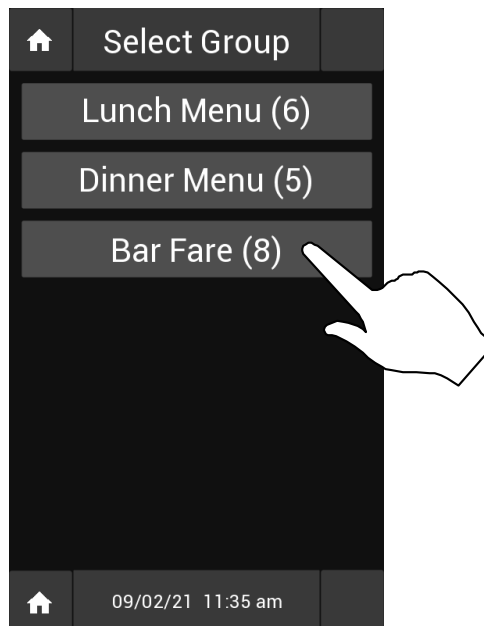 Select Group
Lunch Menu (6)
Dinner Menu (5)
Bar Fare (8)
09/02/21 11:35 am